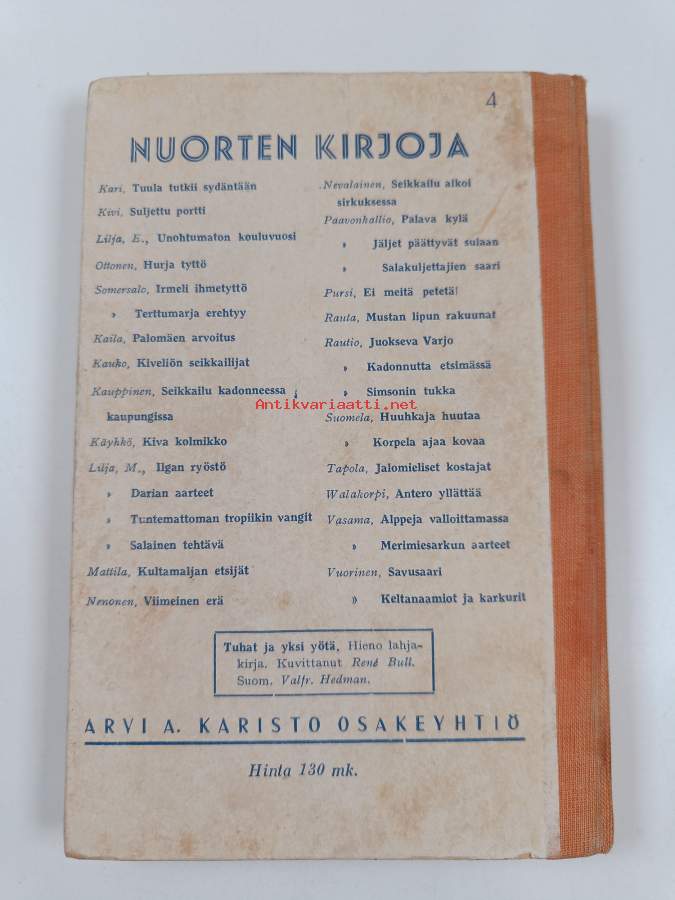 4
NUORTEN KIRJOJA
Kari, Tuula tutkii sydäntään
Kivi, Suljettu portti
Lilja, E., Unohtumaton kouluvuosi
Ottonen, Hurja tyttö
Somersalo, Irmeli ihmetyttö
» Terttumarja erehtyy
Kaila, Palomäen arvoitus
Kauko, Kiveliön seikkailijat
Kauppinen, Seikkailu kadonneessa
kaupungissa
Käyhkö, Kiva kolmikko
Lilja, M., Ilgan ryöstö
» Darian aarteet
» Tuntemattoman tropiikin vangit
» Salainen tehtävä
Mattila, Kultamaljan etsijät
Nenonen, Viimeinen erä
Nevalainen, Seikkailu alkoi
sirkuksessa
Paavonhallio, Palava kylä
» Jäljet päättyvät sulaan
» Salakuljettajien saari
Pursi, Ei meitä petetä!
Rauta, Mustan lipun rakuunat
Rautio, Juokseva Varjo
» Kadonnutta etsimässä
» Simsonin tukka
Suomela, Huuhkaja huutaa
» Korpela ajaa kovaa
Tapola, Jalomieliset kostajat
Walakorpi, Antero yllättää
Vasama, Alppeja valloittamassa
» Merimiesarkun aarteet
Vuorinen, Savusaari
» Keltanaamiot ja karkurit
Antikvariaatti.net
Tuhat ja yksi yötä, Hieno lahja-
kirja. Kuvittanut René Bull.
Suom. Valfr. Hedman.
ARVI A. KARISTO OSAKEYHTIÖ
Hinta 130 mk.